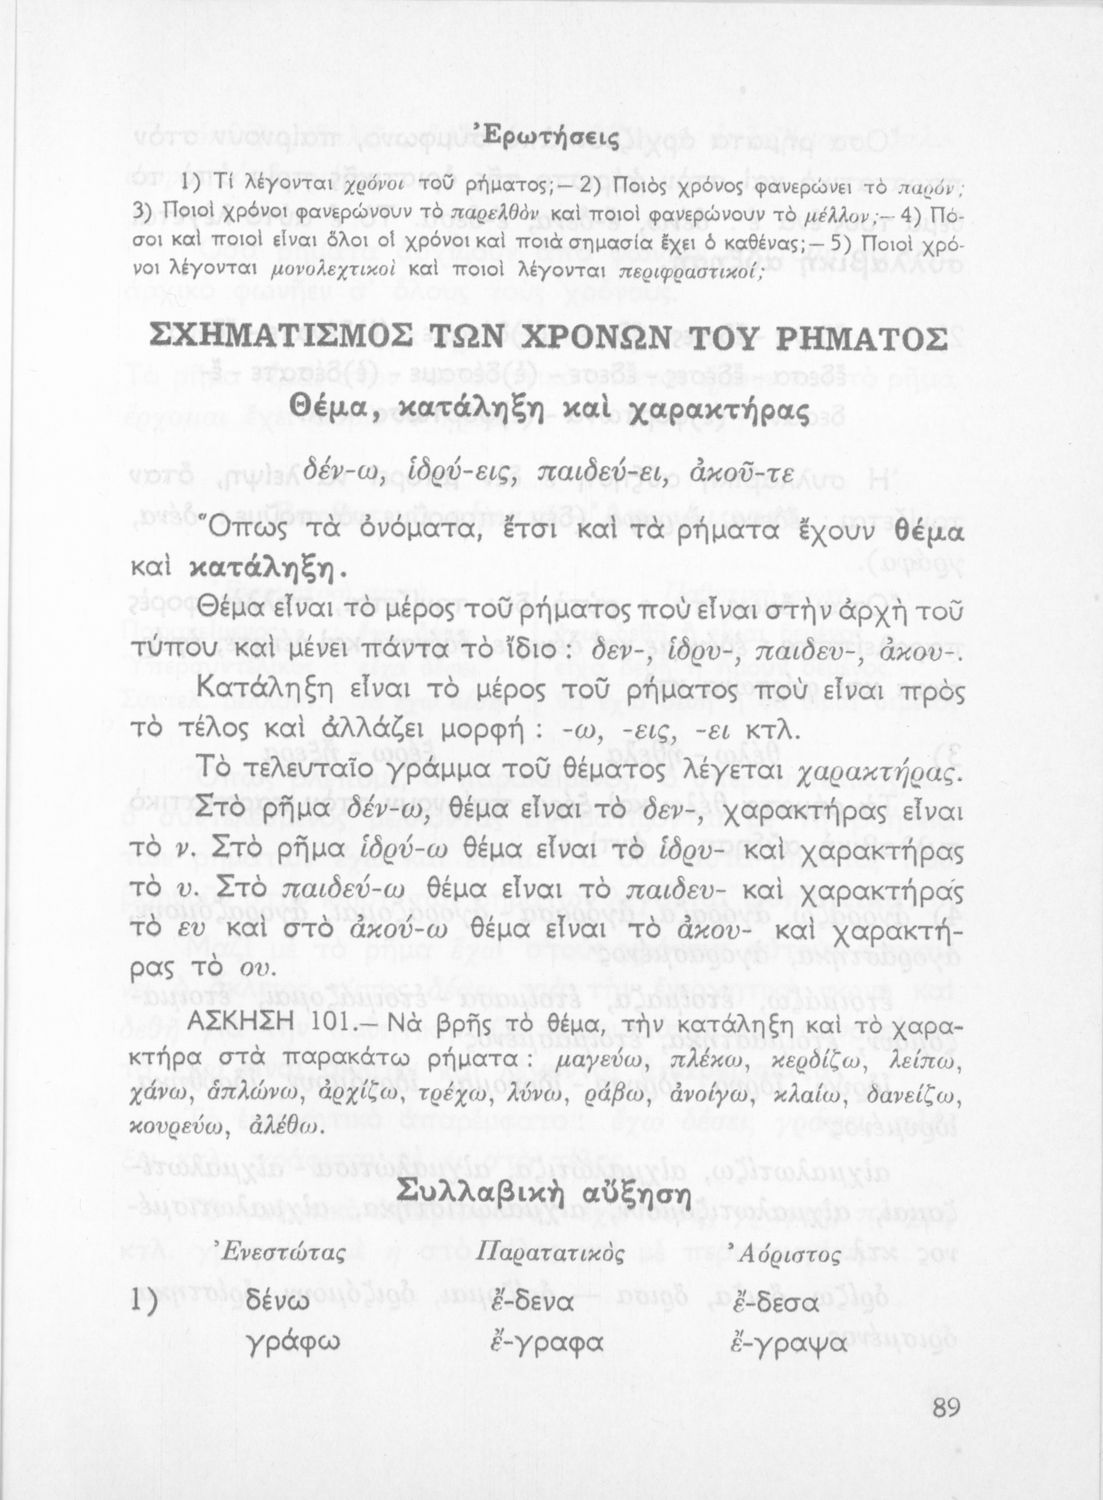 Ἐρωτήσεις
1) Τί λέγονται χρόνοι τοῦ ρήματος;— 2) Ποιὸς χρόνος φανερώνει τὸ παρόν;
3) Ποιοὶ χρόνοι φανερώνουν τὸ παρελθὸν καὶ ποιοὶ φανερώνουν τὸ μέλλον;— 4) Πό-
σοι καὶ ποιοὶ εἶναι ὅλοι οἱ χρόνοι καὶ ποιὰ σημασία ἔχει ὁ καθένας;— 5) Ποιοὶ χρό-
νοι λέγονται μονολεχτικοὶ καὶ ποιοὶ λέγονται περιφραστικοί;
ΣΧΗΜΑΤΙΣΜΟΣ ΤΩΝ ΧΡΟΝΩΝ ΤΟΥ ΡΗΜΑΤΟΣ
Θέμα, κατάληξη καὶ χαρακτήρας
δέν-ω, ἱδρύ-εις, παιδεύ-ει, ἀκοῦ-τε
Ὅπως τὰ ὀνόματα, ἔτσι καὶ τὰ ρήματα ἔχουν θέμα
καὶ κατάληξη.
Θέμα εἶναι τὸ μέρος τοῦ ρήματος ποὺ εἶναι στὴν ἀρχὴ τοῦ
τύπου καὶ μένει πάντα τὸ ἴδιο : δεν-, ἱδρυ-, παιδευ-, ἀκου-.
Κατάληξη εἶναι τὸ μέρος τοῦ ρήματος ποὺ εἶναι πρὸς
τὸ τέλος καὶ ἀλλάζει μορφή : -ω, -εις, -ει κτλ.
Τὸ τελευταῖο γράμμα τοῦ θέματος λέγεται χαρακτήρας.
Στὸ ρῆμα δέν-ω, θέμα εἶναι τὸ δεν-, χαρακτήρας εἶναι
τὸ ν. Στὸ ρῆμα ἱδρύ-ω θέμα εἶναι τὸ ἱδρυ- καὶ χαρακτήρας
τὸ υ. Στὸ παιδεύ-ω θέμα εἶναι τὸ παιδευ- καὶ χαρακτήρας
τὸ ευ καὶ στὸ ἀκού-ω θέμα εἶναι τὸ ἀκου- καὶ χαρακτή-
ρας τὸ ου.
ΑΣΚΗΣΗ 101.— Νὰ βρῆς τὸ θέμα, τὴν κατάληξη καὶ τὸ χαρα-
κτήρα στὰ παρακάτω ρήματα : μαγεύω, πλέκω, κερδίζω, λείπω,
χάνω, ἁπλώνω, ἀρχίζω, τρέχω, λύνω, ράβω, ἀνοίγω, κλαίω, δανείζω,
κουρεύω, ἀλέθω.
Συλλαβικὴ αὔξηση
Ἐνεστώτας Παρατατικὸς Ἀόριστος
1) δένω ἔ-δενα ἔ-δεσα
γράφω ἔ-γραφα ἔ-γραψα
89